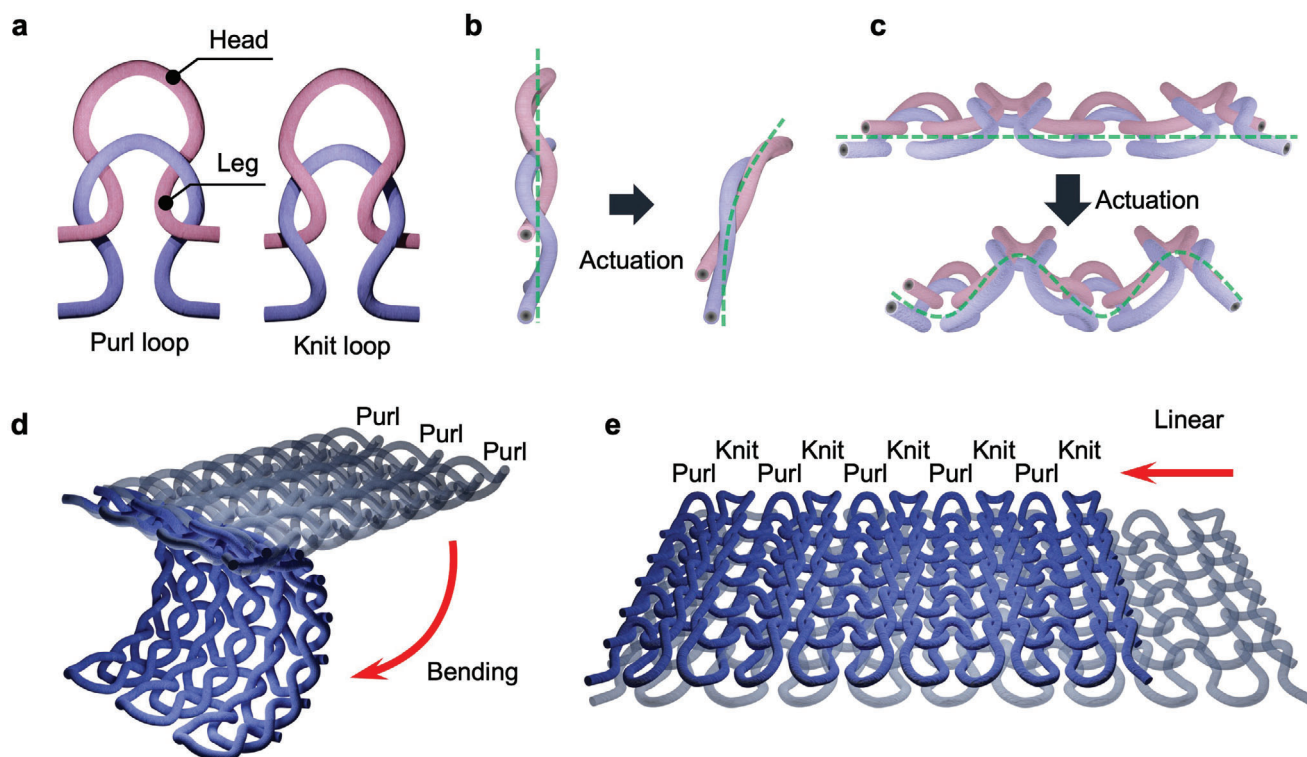 a
Head
Leg
Purl loop
Knit loop
b
Actuation
c
Actuation
d
Purl
Purl
Purl
Bending
e
Linear
Knit Knit Knit Knit Knit
Purl Purl Purl Purl Purl